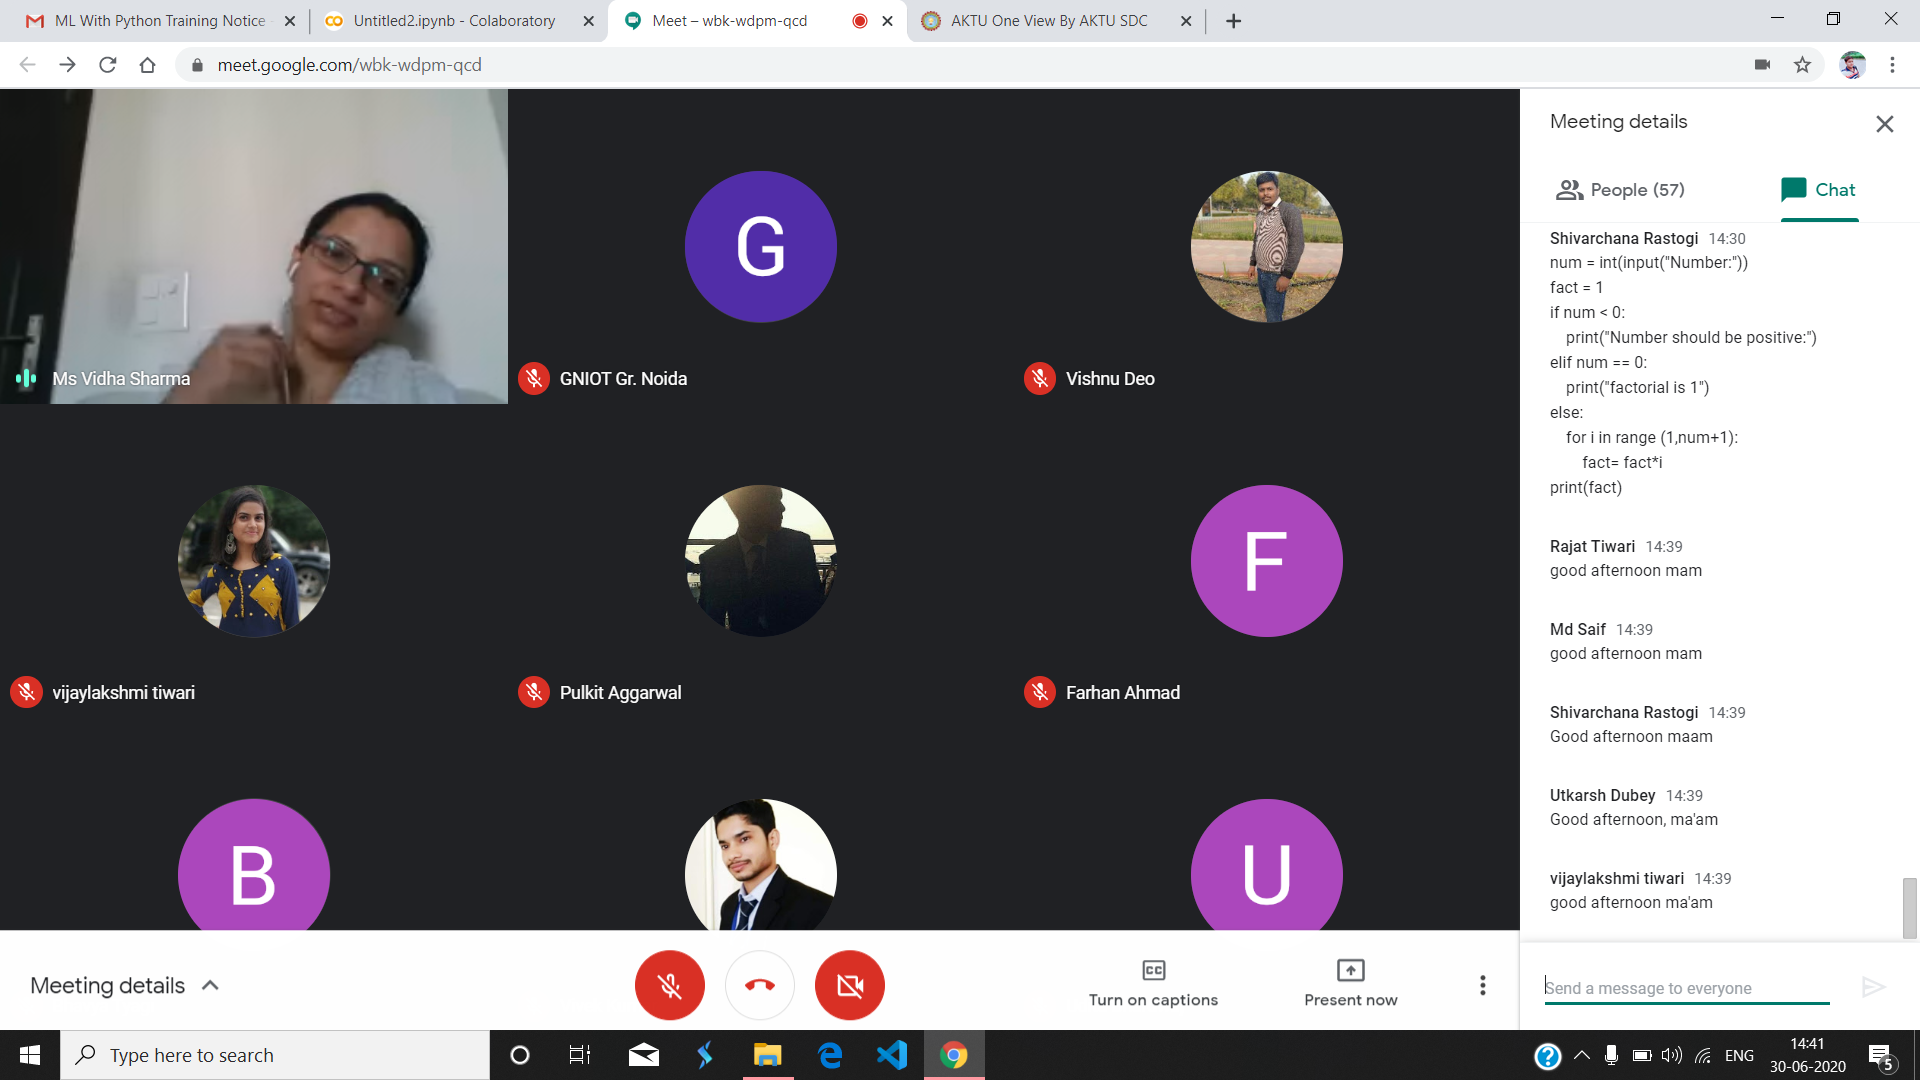 ML With Python Training Notice
Untitled2.ipynb - Colaboratory
Meet – wbk-wdpm-qcd
AKTU One View By AKTU SDC
meet.google.com/wbk-wdpm-qcd
Ms Vidha Sharma
G
GNIOT Gr. Noida
Vishnu Deo
vijaylakshmi tiwari
Pulkit Aggarwal
F
Farhan Ahmad
B
U
Meeting details
People (57)
Chat
Shivarchana Rastogi 14:30
num = int(input("Number:"))
fact = 1
if num < 0:
    print("Number should be positive:")
elif num == 0:
    print("factorial is 1")
else:
    for i in range (1,num+1):
        fact= fact*i
print(fact)
Rajat Tiwari 14:39
good afternoon mam
Md Saif 14:39
good afternoon mam
Shivarchana Rastogi 14:39
Good afternoon maam
Utkarsh Dubey 14:39
Good afternoon, ma'am
vijaylakshmi tiwari 14:39
good afternoon ma'am
Send a message to everyone
Meeting details
CC
Turn on captions
Present now
Type here to search
ENG
14:41
30-06-2020
5